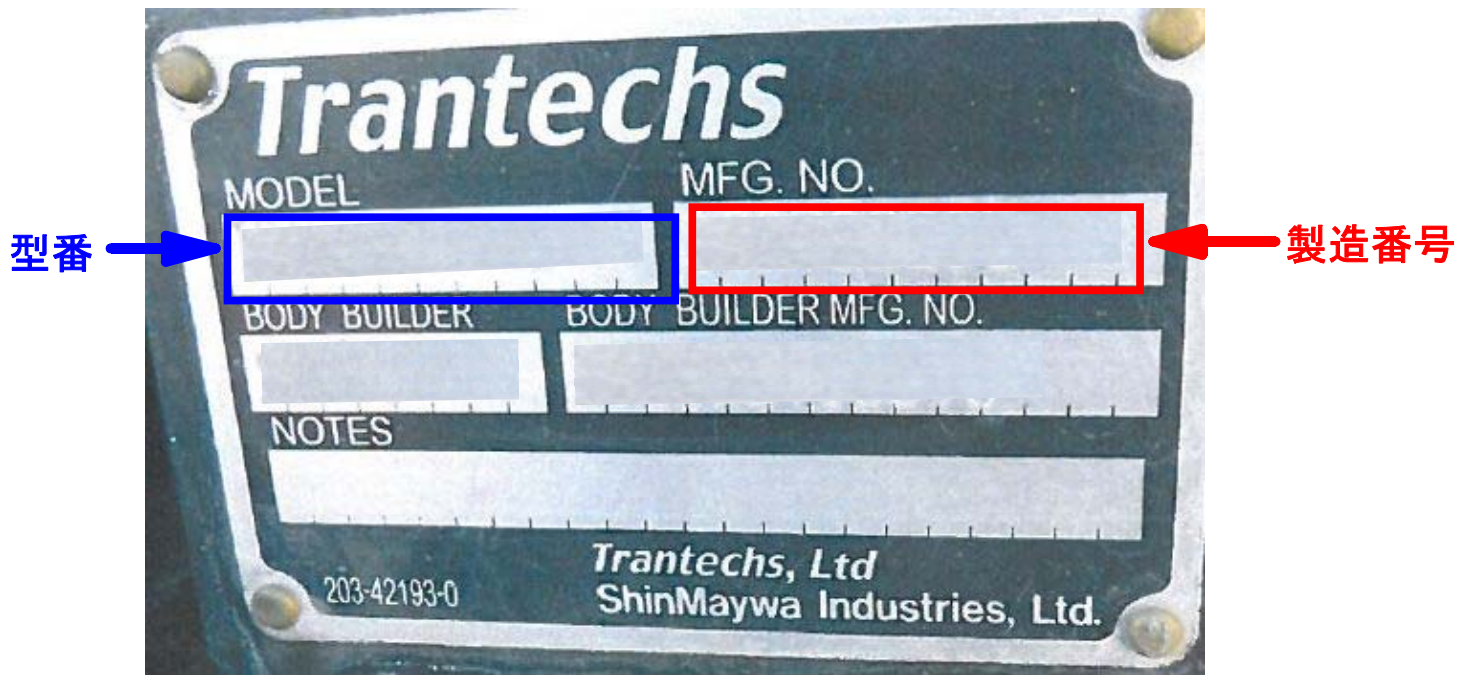 Trantechs
MODEL
MFG. NO.
型番
製造番号
BODY BUILDER
BODY BUILDER MFG. NO.
NOTES
Trantechs, Ltd
203-42193-0
ShinMaywa Industries, Ltd.